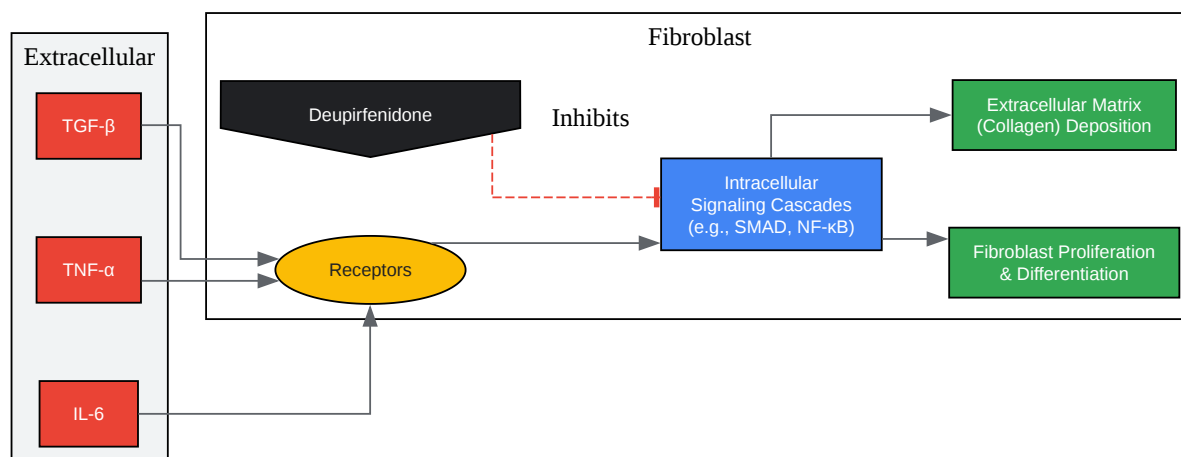 Extracellular
TGF-β
TNF-α
IL-6
Fibroblast
Deupirfenidone
Inhibits
Receptors
Intracellular
Signaling Cascades
(e.g., SMAD, NF-κB)
Extracellular Matrix
(Collagen) Deposition
Fibroblast Proliferation
& Differentiation